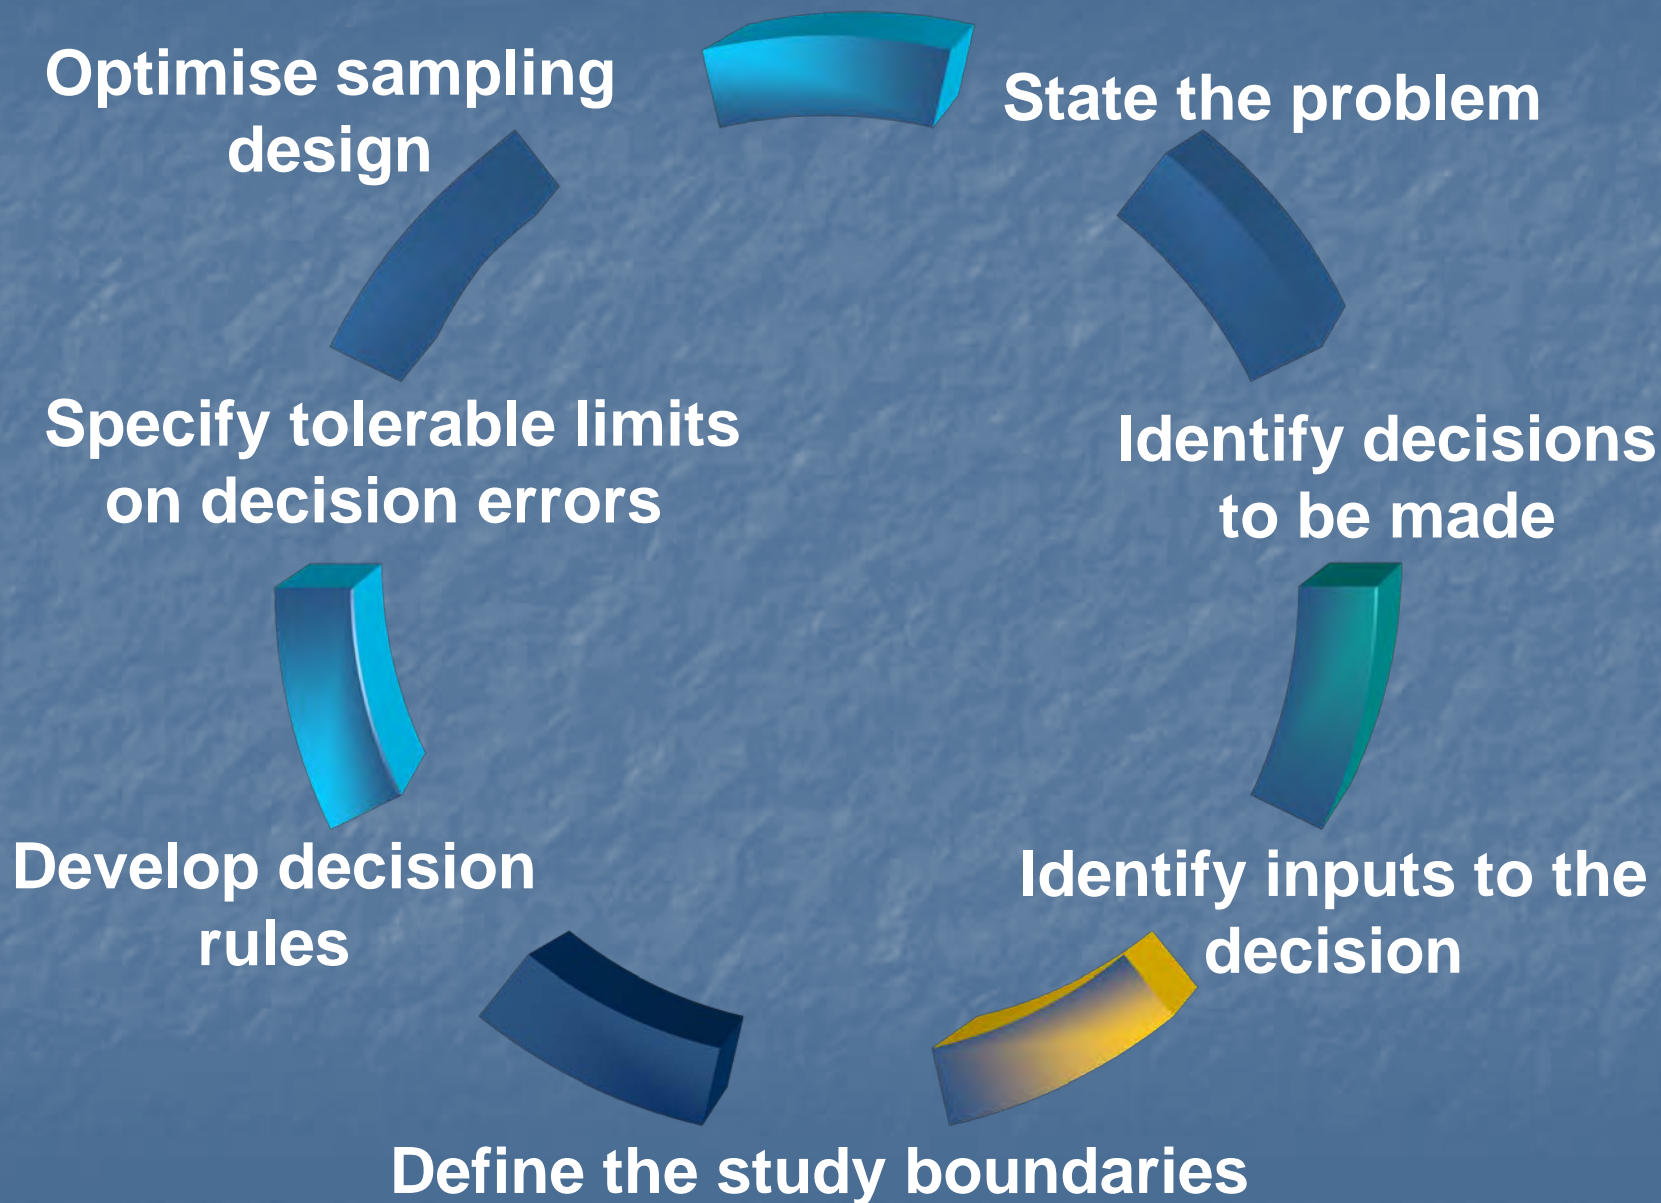 State the problem
Identify decisions
to be made
Identify inputs to the
decision
Define the study boundaries
Develop decision
rules
Specify tolerable limits
on decision errors
Optimise sampling
design